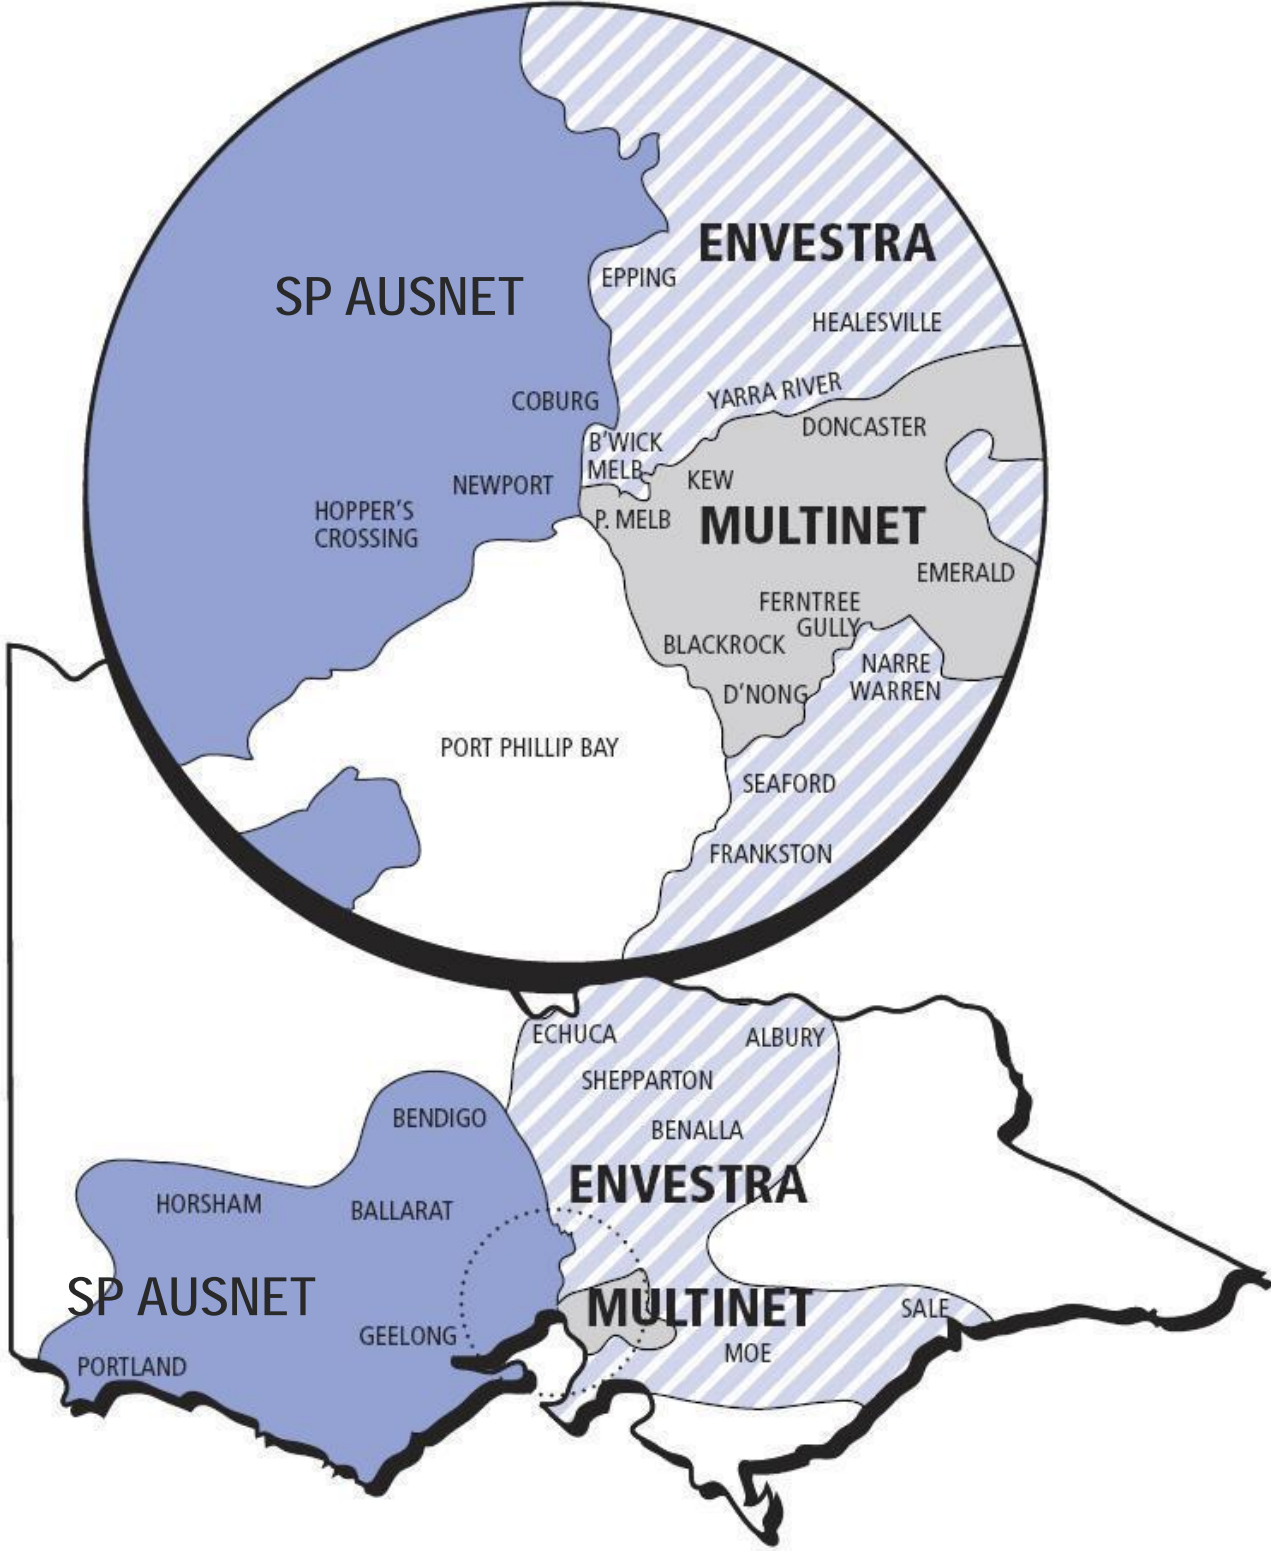 ENVESTRA
EPPING
SP AUSNET
HEALESVILLE
YARRA RIVER
COBURG
DONCASTER
B'WICK
MELB
KEW
NEWPORT
HOPPER'S
CROSSING
P. MELB
MULTINET
EMERALD
FERNTREE
GULLY
BLACKROCK
NARRE
WARREN
D'NONG
PORT PHILLIP BAY
SEAFORD
FRANKSTON
ECHUCA
ALBURY
SHEPPARTON
BENDIGO
BENALLA
ENVESTRA
HORSHAM
BALLARAT
SP AUSNET
MULTINET
SALE
GEELONG
MOE
PORTLAND